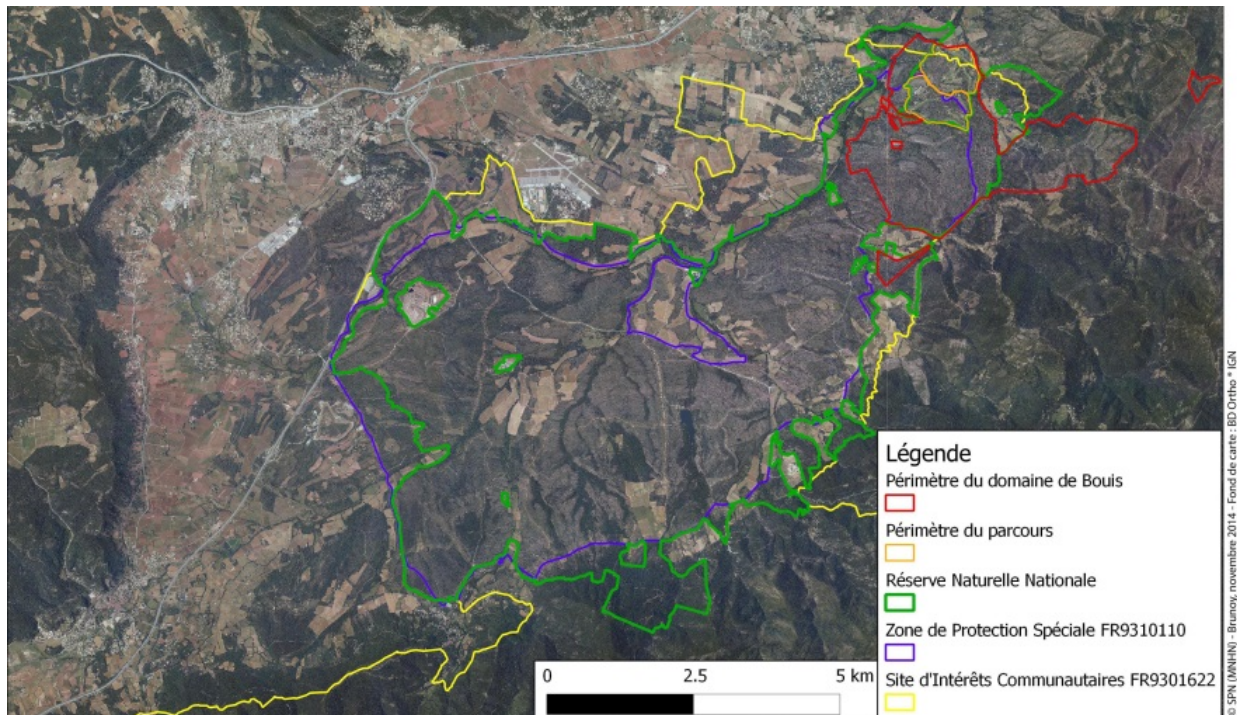 Légende
Périmètre du domaine de Bouis
Périmètre du parcours
Réserve Naturelle Nationale
Zone de Protection Spéciale FR9310110
Site d'Intérêts Communautaires FR9301622
0 2.5 5 km
© SPN (MNHN) - Brunoy, novembre 2014 - Fond de carte : BD Ortho ® IGN